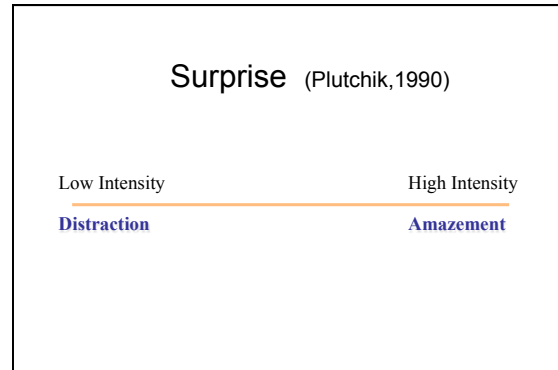 Surprise (Plutchik,1990)
Low Intensity High Intensity
Distraction Amazement